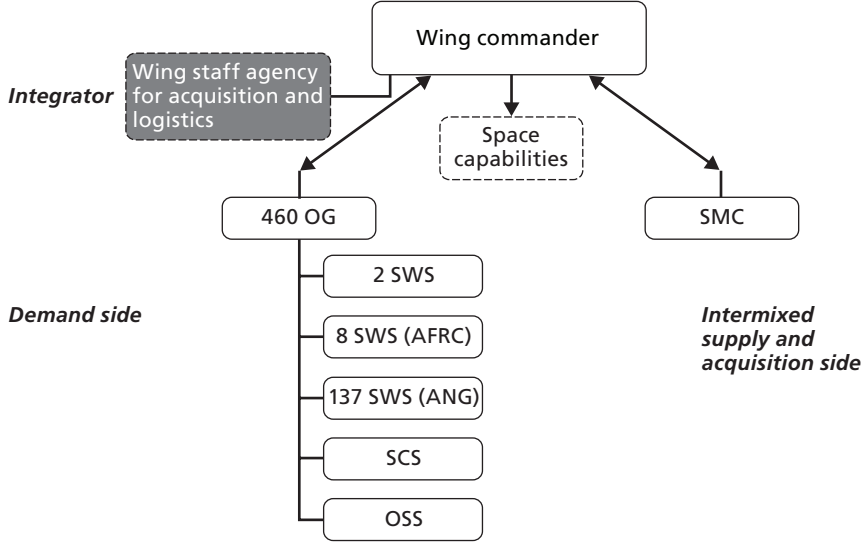 Wing commander
Integrator
Wing staff agency
for acquisition and
logistics
Space
capabilities
460 OG
SMC
2 SWS
Demand side
8 SWS (AFRC)
137 SWS (ANG)
SCS
OSS
Intermixed
supply and
acquisition side